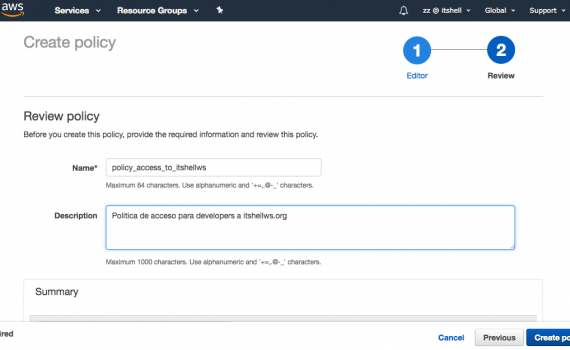 aws Services Resource Groups zz @ itshell Global Support
Create policy
1 2
Editor Review
Review policy
Before you create this policy, provide the required information and review this policy.
Name* policy_access_to_itshellws
Maximum 64 characters. Use alphanumeric and '+=,.@-_' characters.
Description Politica de acceso para developers a itshellws.org
Maximum 1000 characters. Use alphanumeric and '+=,.@-_' characters.
Summary
ired Cancel Previous Create po